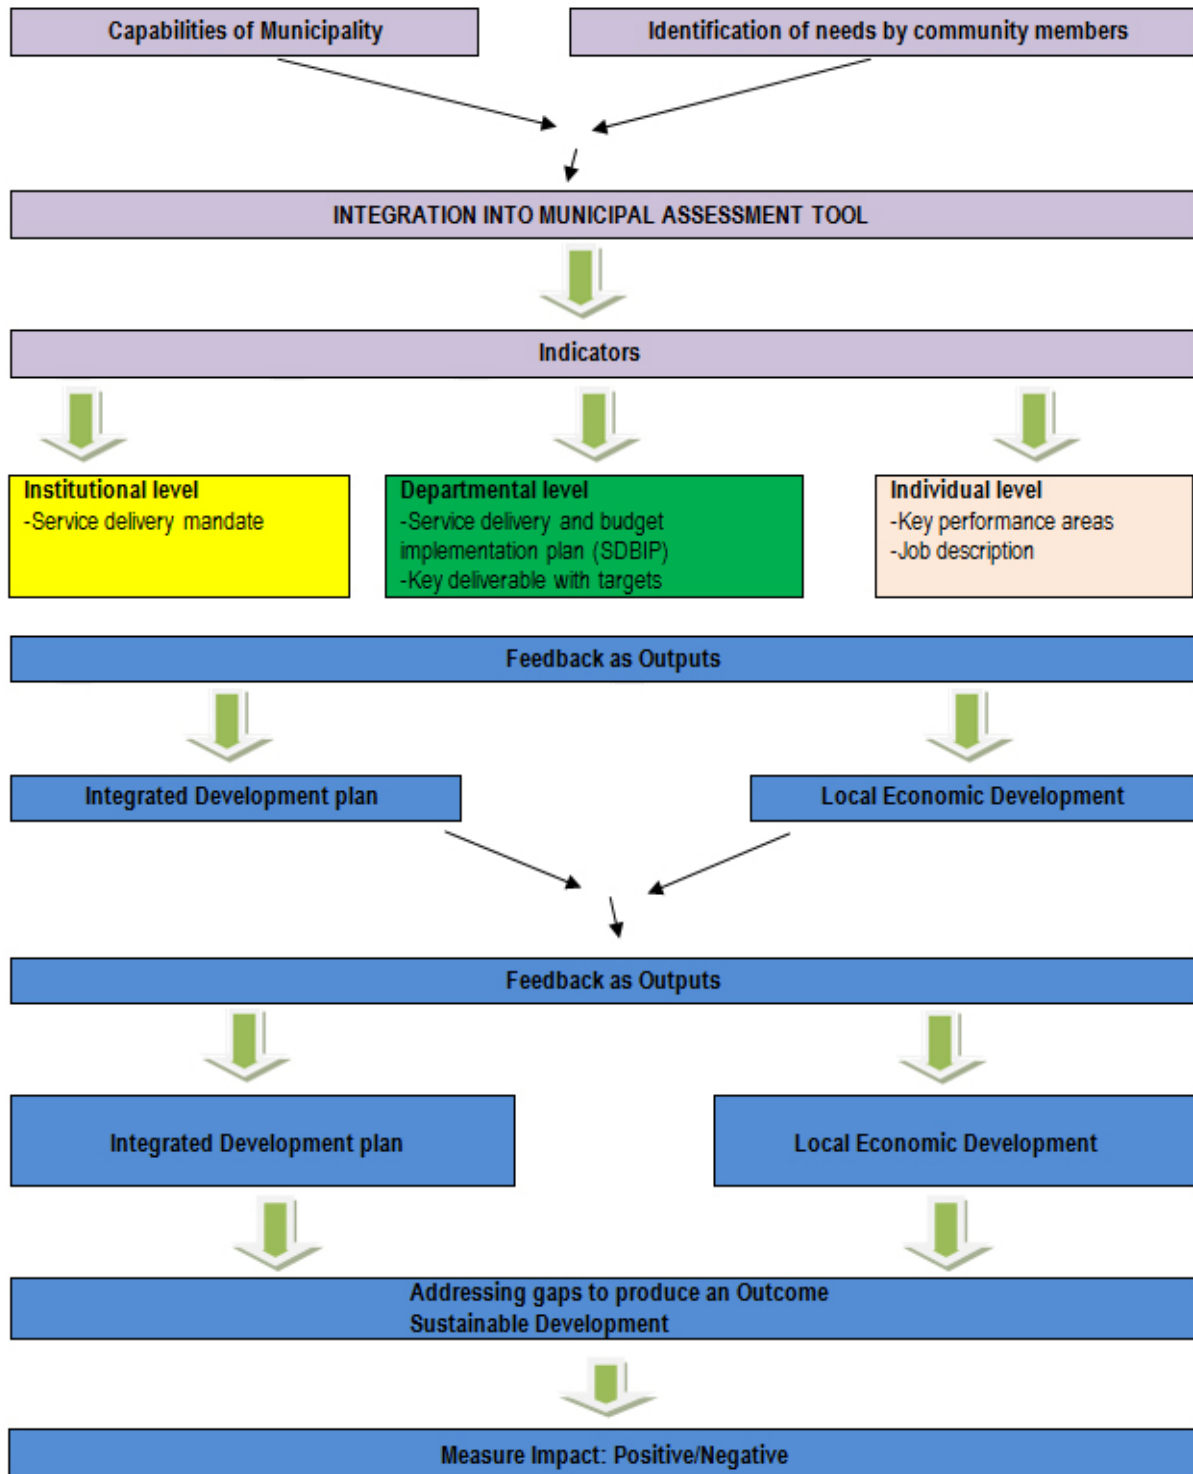 Capabilities of Municipality
Identification of needs by community members
INTEGRATION INTO MUNICIPAL ASSESSMENT TOOL
Indicators
Institutional level
-Service delivery mandate
Departmental level
-Service delivery and budget
implementation plan (SDBIP)
-Key deliverable with targets
Individual level
-Key performance areas
-Job description
Feedback as Outputs
Integrated Development plan
Local Economic Development
Feedback as Outputs
Integrated Development plan
Local Economic Development
Addressing gaps to produce an Outcome
Sustainable Development
Measure Impact: Positive/Negative